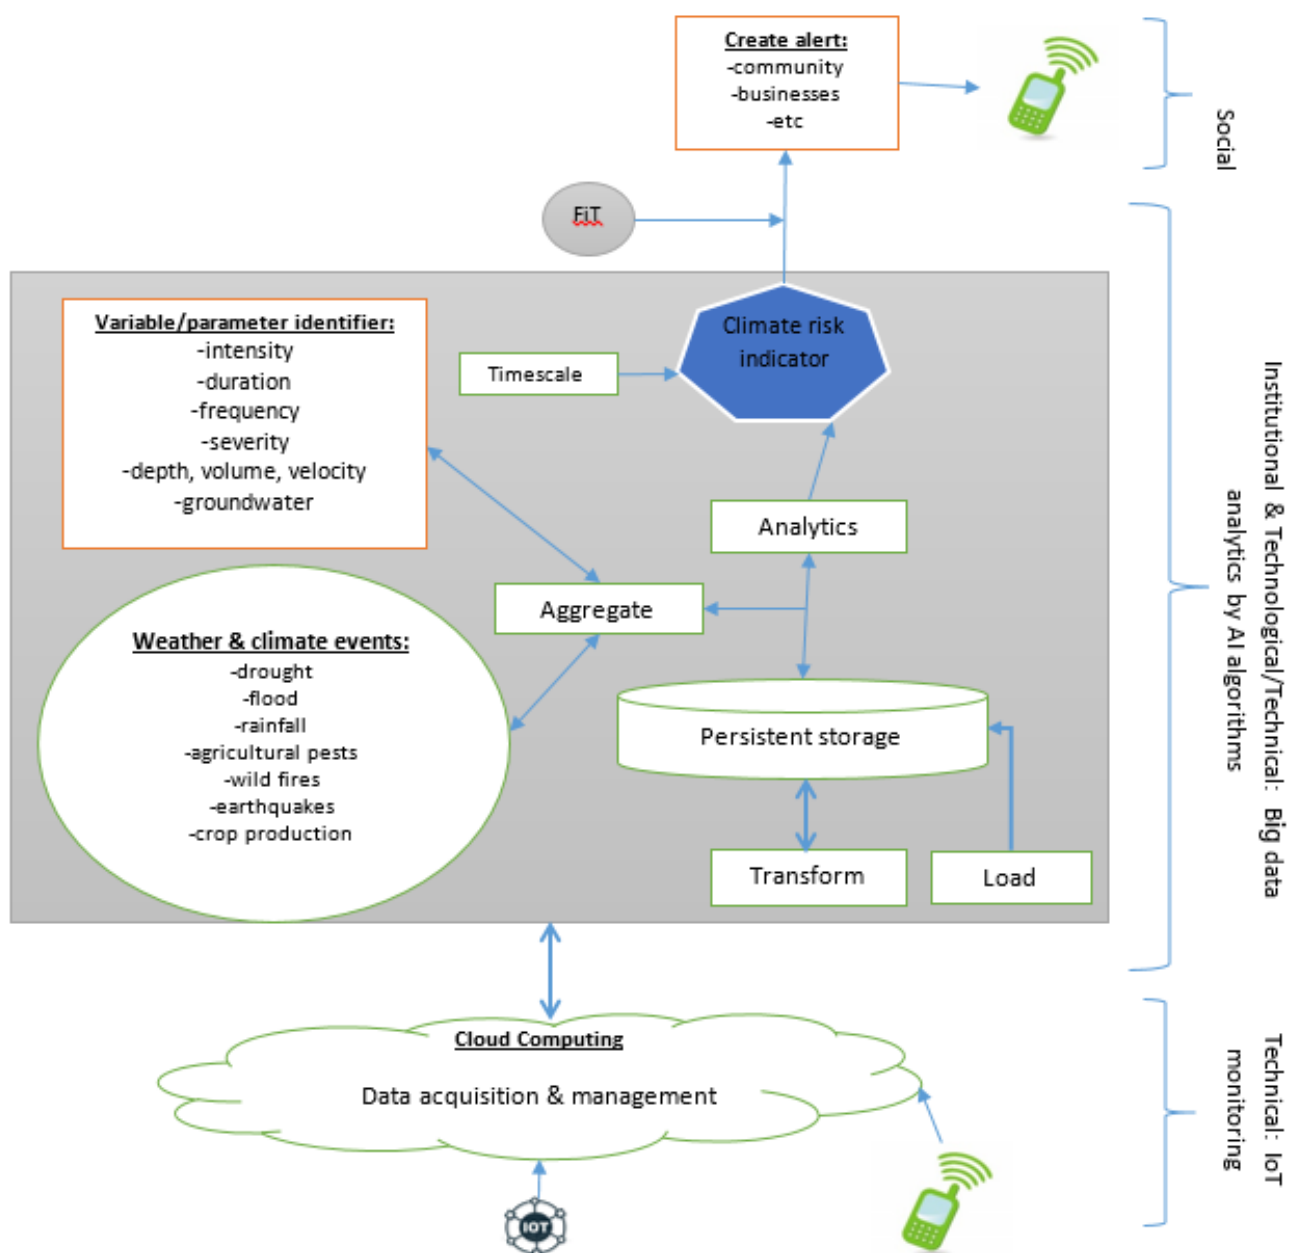 Create alert:
-community
-businesses
-etc
Social
FiT
Variable/parameter identifier:
-intensity
-duration
-frequency
-severity
-depth, volume, velocity
-groundwater
Timescale
Climate risk
indicator
Analytics
Aggregate
Weather & climate events:
-drought
-flood
-rainfall
-agricultural pests
-wild fires
-earthquakes
-crop production
Persistent storage
Transform
Load
Institutional & Technological/Technical: Big data
analytics by AI algorithms
Cloud Computing
Data acquisition & management
IOT
Technical: IoT
monitoring